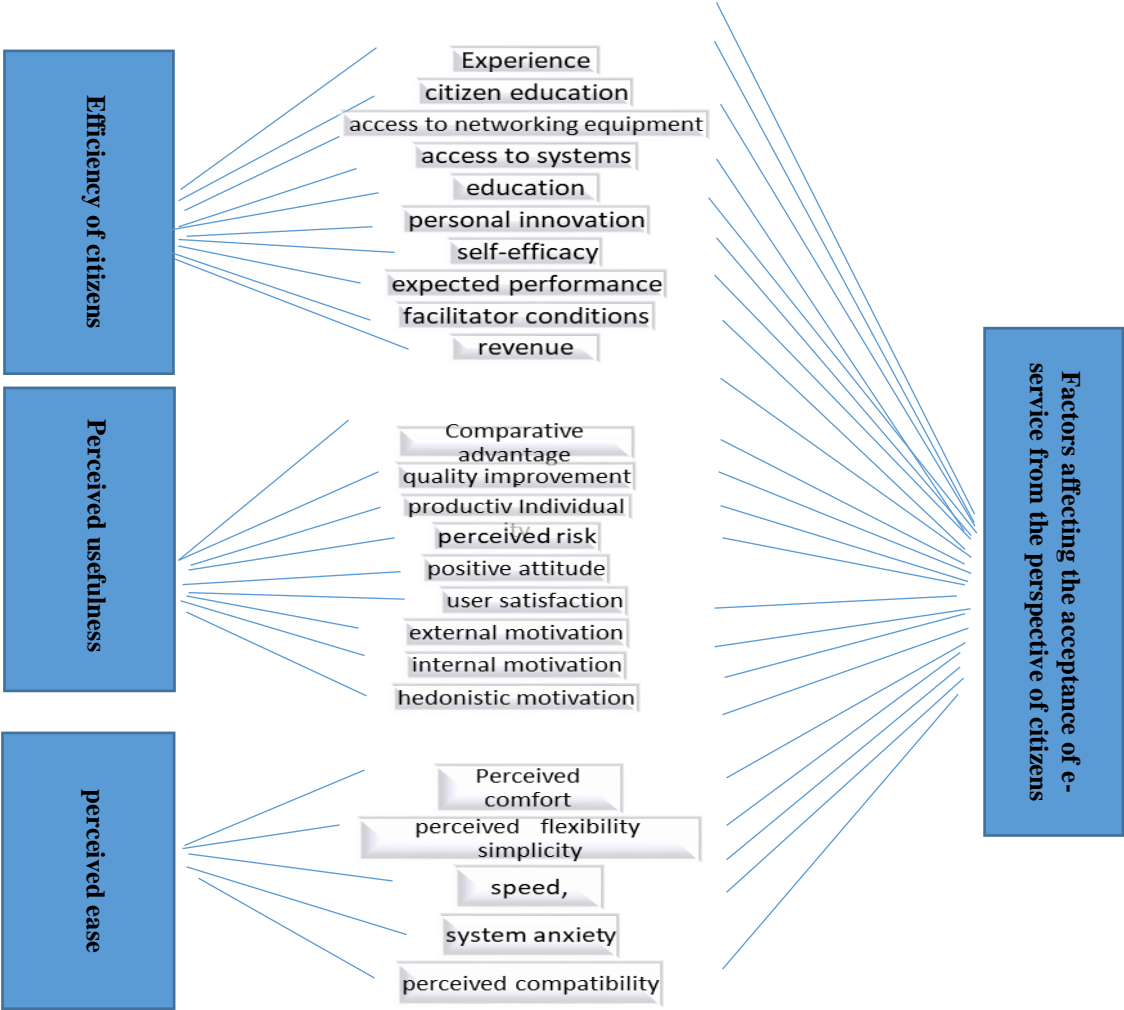 Efficiency of citizens
Experience
citizen education
access to networking equipment
access to systems
education
personal innovation
self-efficacy
expected performance
facilitator conditions
revenue
Perceived usefulness
Comparative
advantage
quality improvement
productiv Individual
ity
perceived risk
positive attitude
user satisfaction
external motivation
internal motivation
hedonistic motivation
perceived ease
Perceived
comfort
perceived flexibility
simplicity
speed,
system anxiety
perceived compatibility
Factors affecting the acceptance of e-
service from the perspective of citizens